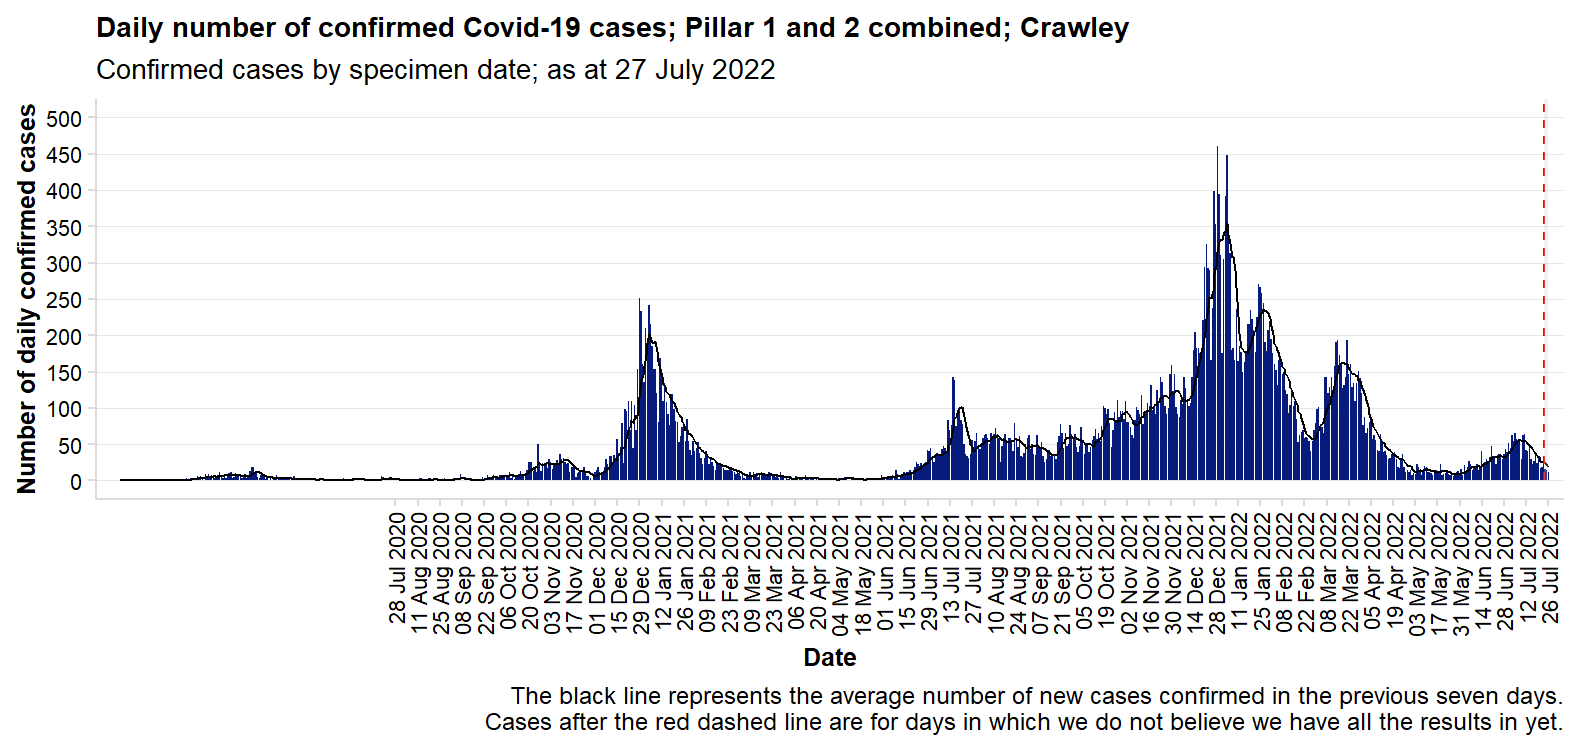 Daily number of confirmed Covid-19 cases; Pillar 1 and 2 combined; Crawley
Confirmed cases by specimen date; as at 27 July 2022
Number of daily confirmed cases
500
450
400
350
300
250
200
150
100
50
0
28 Jul 2020
11 Aug 2020
25 Aug 2020
08 Sep 2020
22 Sep 2020
06 Oct 2020
20 Oct 2020
03 Nov 2020
17 Nov 2020
01 Dec 2020
15 Dec 2020
29 Dec 2020
12 Jan 2021
26 Jan 2021
09 Feb 2021
23 Feb 2021
09 Mar 2021
23 Mar 2021
06 Apr 2021
20 Apr 2021
04 May 2021
18 May 2021
01 Jun 2021
15 Jun 2021
29 Jun 2021
13 Jul 2021
27 Jul 2021
10 Aug 2021
24 Aug 2021
07 Sep 2021
21 Sep 2021
05 Oct 2021
19 Oct 2021
02 Nov 2021
16 Nov 2021
30 Nov 2021
14 Dec 2021
28 Dec 2021
11 Jan 2022
25 Jan 2022
08 Feb 2022
22 Feb 2022
08 Mar 2022
22 Mar 2022
05 Apr 2022
19 Apr 2022
03 May 2022
17 May 2022
31 May 2022
14 Jun 2022
28 Jun 2022
12 Jul 2022
26 Jul 2022
Date
The black line represents the average number of new cases confirmed in the previous seven days.
Cases after the red dashed line are for days in which we do not believe we have all the results in yet.